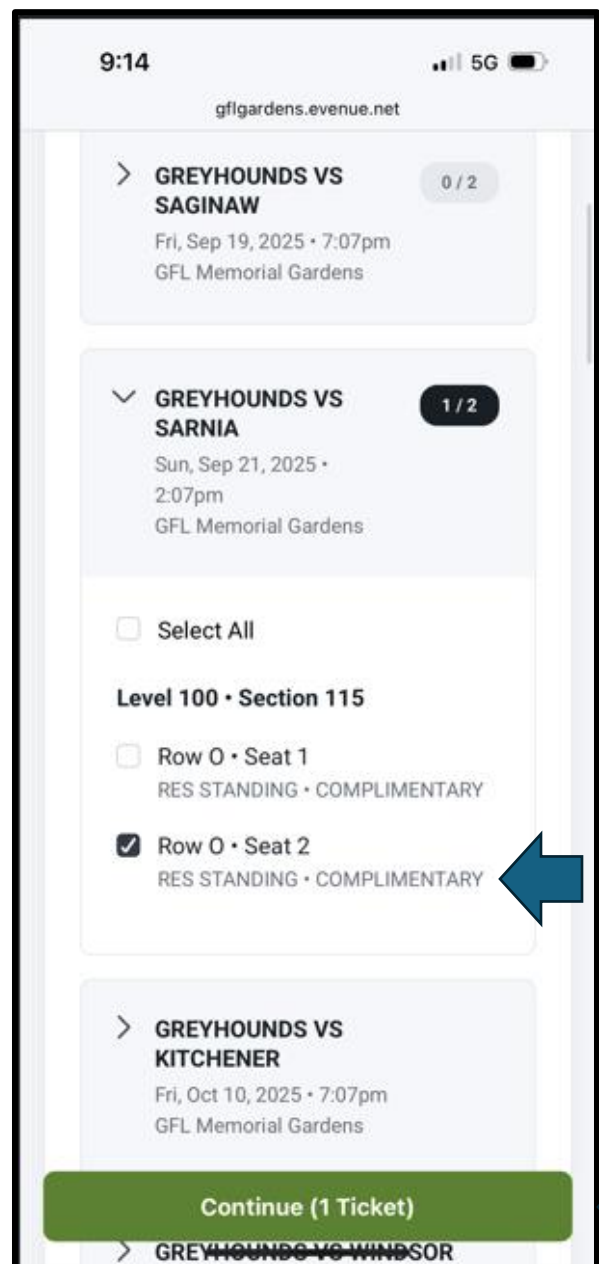 9:14
5G
gflgardens.evenue.net
GREYHOUNDS VS
SAGINAW
0 / 2
Fri, Sep 19, 2025 • 7:07pm
GFL Memorial Gardens
GREYHOUNDS VS
SARNIA
1 / 2
Sun, Sep 21, 2025 •
2:07pm
GFL Memorial Gardens
Select All
Level 100 • Section 115
Row O • Seat 1
RES STANDING • COMPLIMENTARY
Row O • Seat 2
RES STANDING • COMPLIMENTARY
GREYHOUNDS VS
KITCHENER
Fri, Oct 10, 2025 • 7:07pm
GFL Memorial Gardens
Continue (1 Ticket)
GREYHOUNDS VS WINDSOR